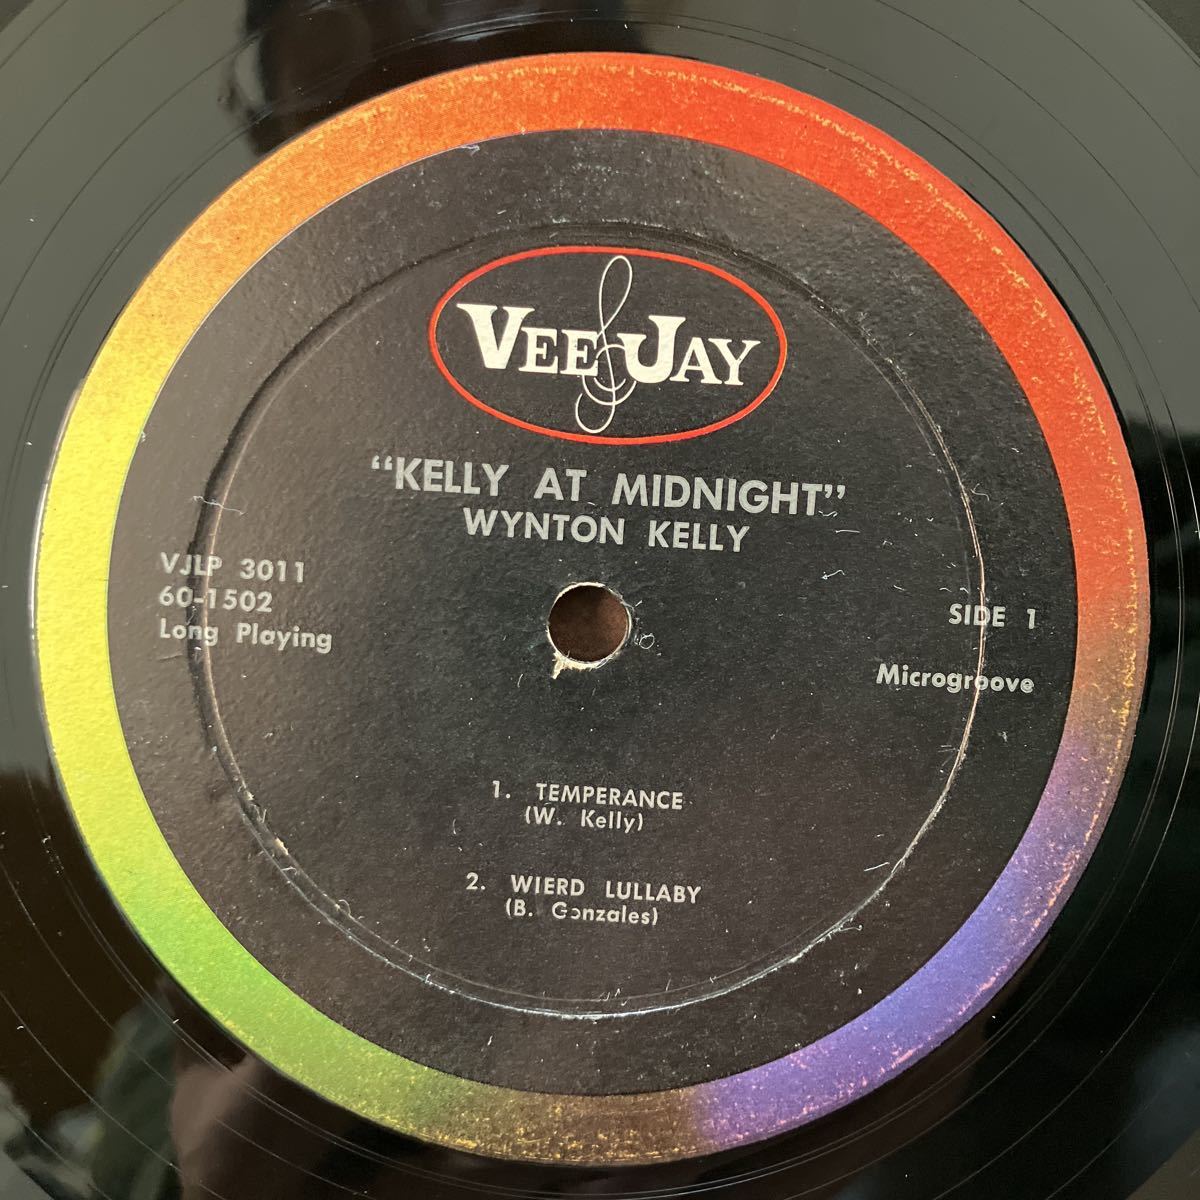 VEE JAY
"KELLY AT MIDNIGHT"
WYNTON KELLY
VJLP 3011
60-1502
Long Playing
SIDE 1
Microgroove
1. TEMPERANCE
(W. Kelly)
2. WIERD LULLABY
(B. Gonzales)